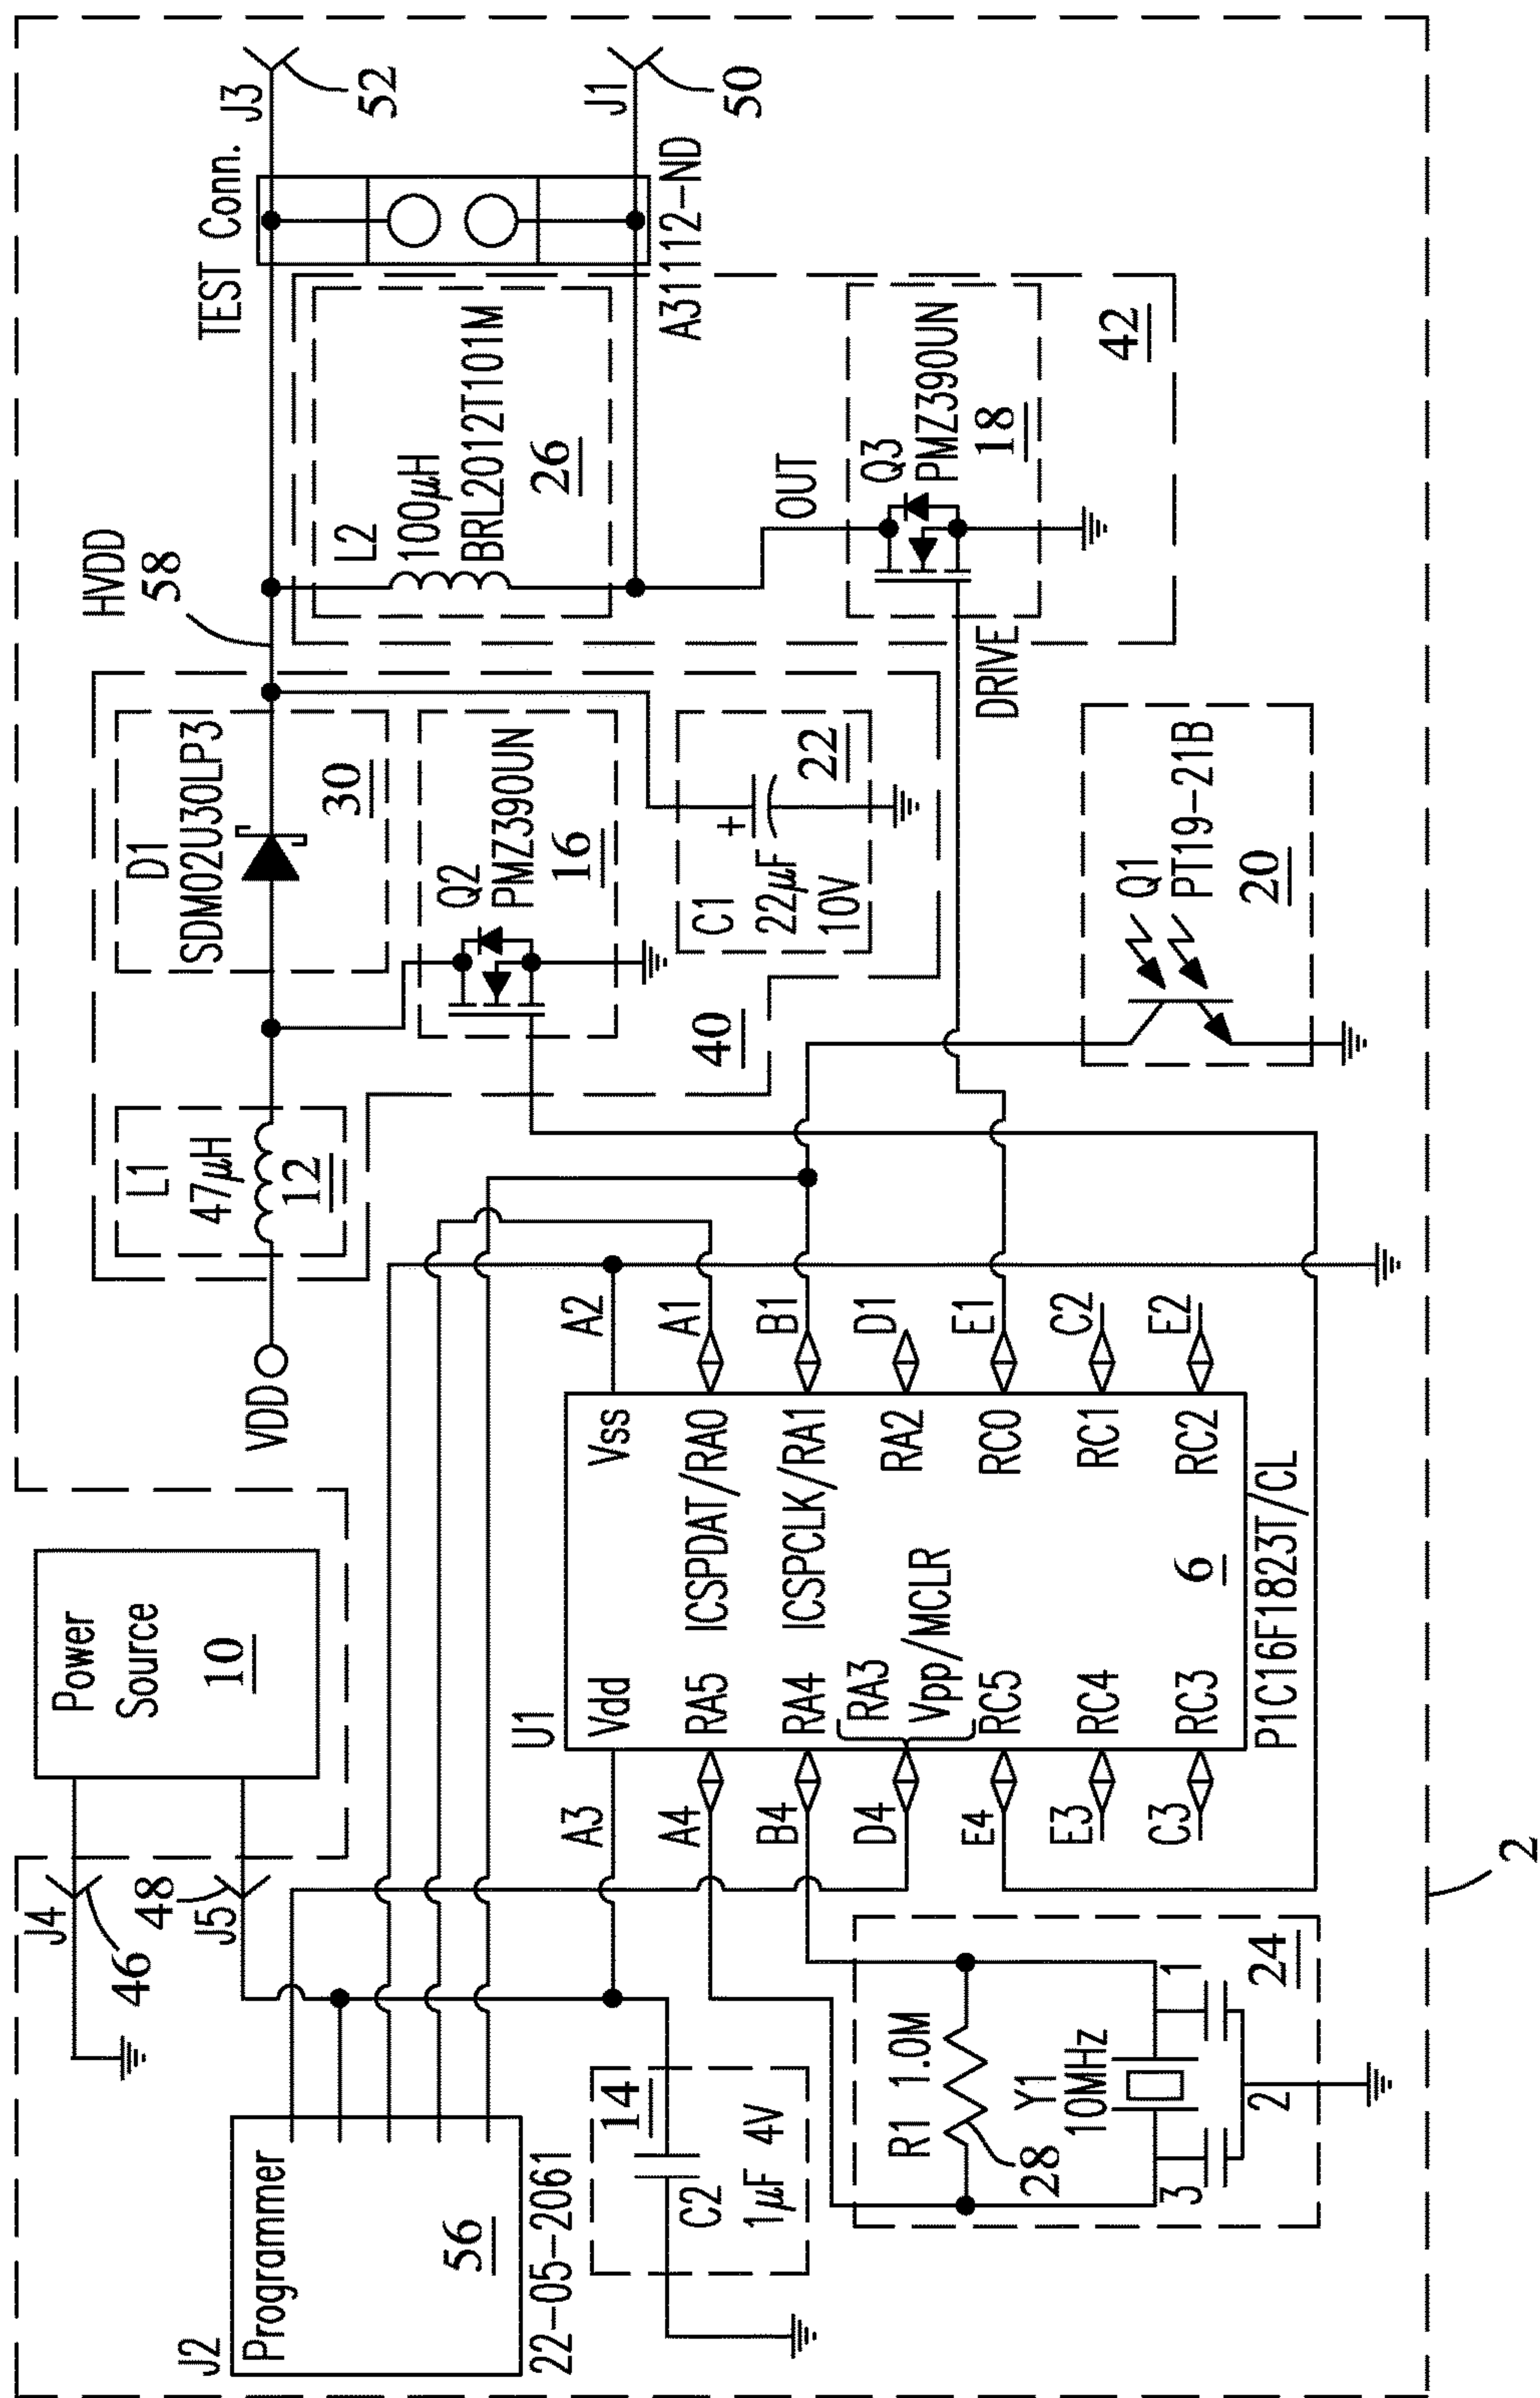 J2
Programmer
56
22-05-2061
J4
46
48
J5
Power
Source
10
VDD
L1
47µH
12
D1
SDM02U30LP3
30
HVDD
58
TEST Conn.
J3
52
J1
50
A31112-ND
L2
100µH
BRL2012T101M
26
Q2
PMZ390UN
16
40
C1
22µF
10V
+
22
OUT
Q3
PMZ390UN
18
42
DRIVE
Q1
PT19-21B
20
14
C2
1µF 4V
R1 1.0M
28
Y1
10MHz
1
2
3
24
U1
A3
Vdd
Vss
A2
A4
RA5
ICSPDAT/RA0
A1
B4
RA4
ICSPCLK/RA1
B1
D4
RA3
Vpp/MCLR
RA2
D1
E4
RC5
RC0
E1
E3
RC4
RC1
C2
C3
RC3
RC2
E2
6
P1C16F1823T/CL
2